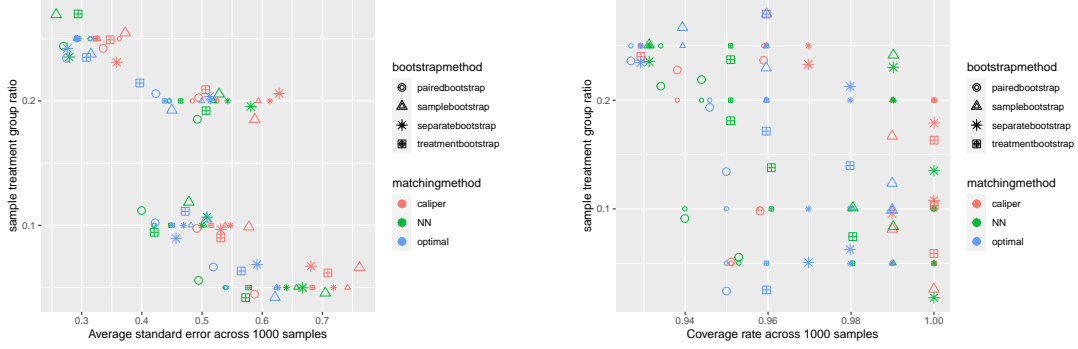 sample treatment group ratio
0.2
0.1
0.3
0.4
0.5
0.6
0.7
Average standard error across 1000 samples
bootstrapmethod
pairedbootstrap
samplebootstrap
separatebootstrap
treatmentbootstrap
matchingmethod
caliper
NN
optimal
sample treatment group ratio
0.2
0.1
0.94
0.96
0.98
1.00
Coverage rate across 1000 samples
bootstrapmethod
pairedbootstrap
samplebootstrap
separatebootstrap
treatmentbootstrap
matchingmethod
caliper
NN
optimal